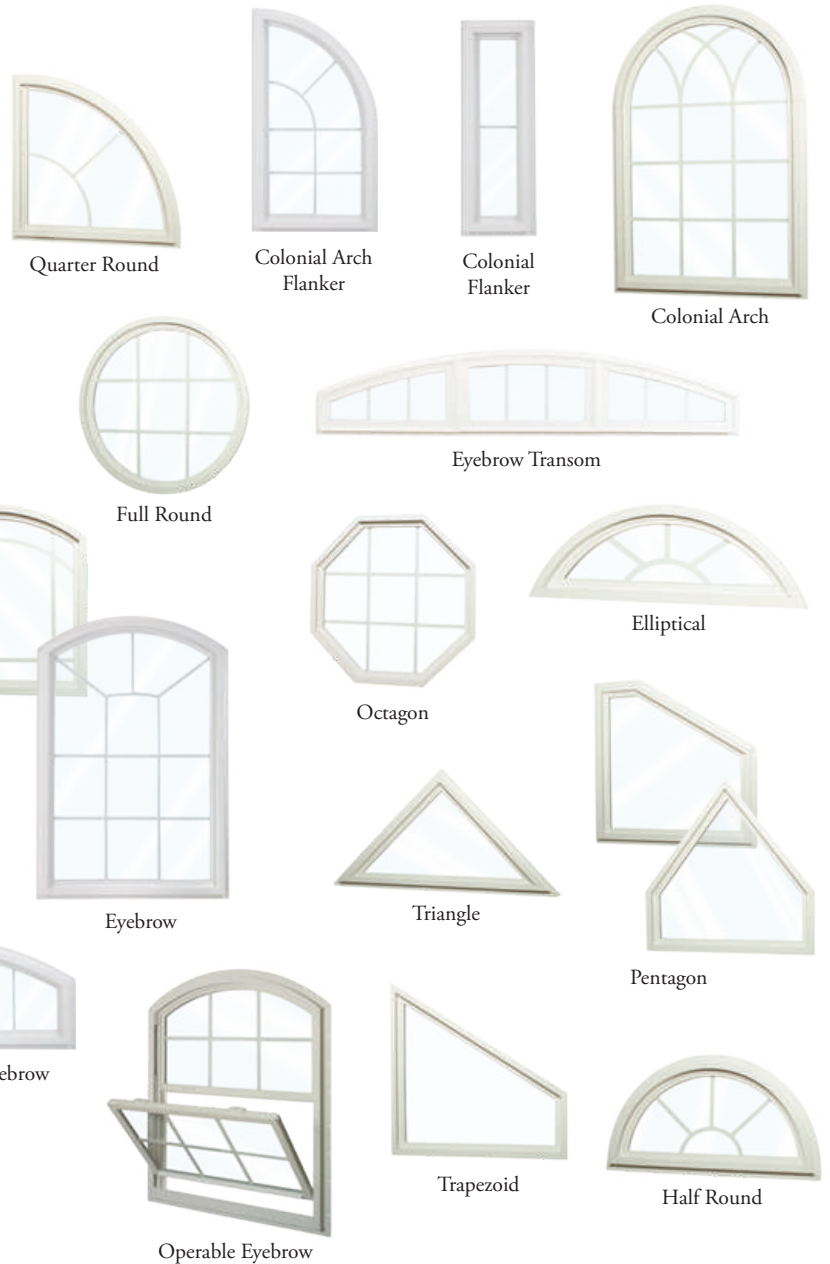 Quarter Round
Colonial Arch
Flanker
Colonial
Flanker
Colonial Arch
Full Round
Eyebrow Transom
Octagon
Elliptical
Eyebrow
Triangle
Pentagon
ebrow
Operable Eyebrow
Trapezoid
Half Round